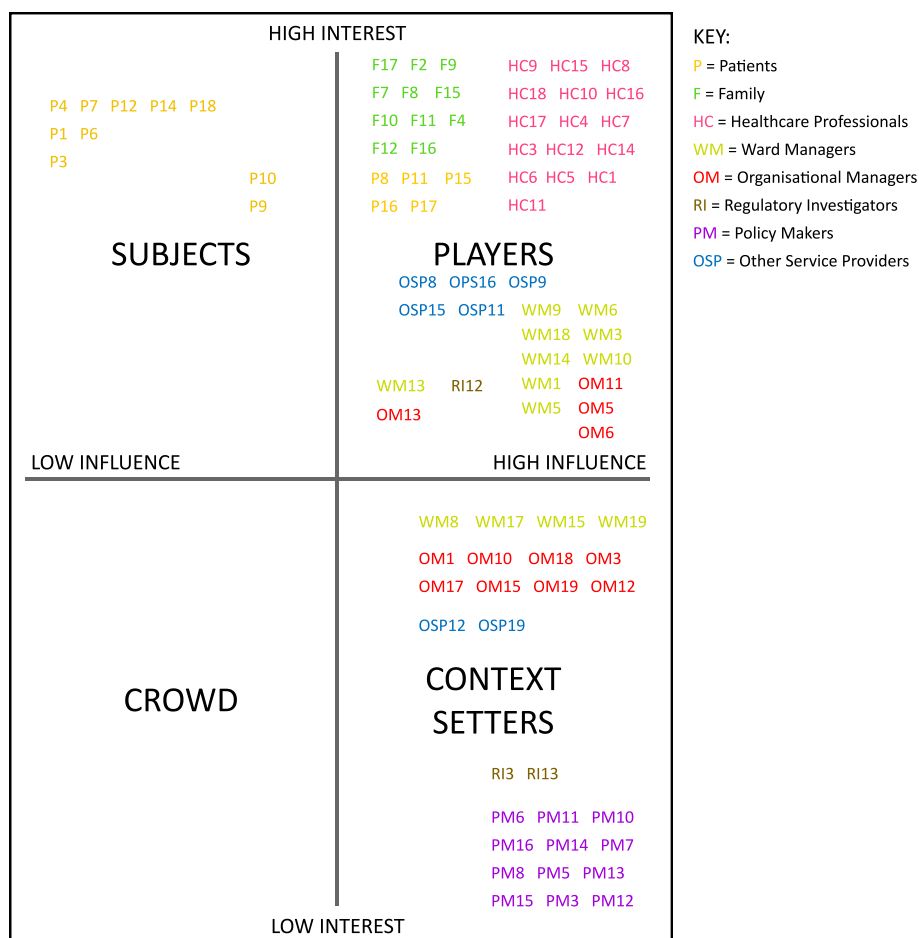 HIGH INTEREST
F17 F2 F9
F7 F8 F15
F10 F11 F4
F12 F16
P8 P11 P15
P16 P17
HC9 HC15 HC8
HC18 HC10 HC16
HC17 HC4 HC7
HC3 HC12 HC14
HC6 HC5 HC1
HC11
P4 P7 P12 P14 P18
P1 P6
P3
P10
P9
SUBJECTS
PLAYERS
OSP8 OPS16 OSP9
OSP15 OSP11
WM9 WM6
WM18 WM3
WM14 WM10
WM1 OM11
WM5 OM5
OM6
WM13 RI12
OM13
LOW INFLUENCE
HIGH INFLUENCE
WM8 WM17 WM15 WM19
OM1 OM10 OM18 OM3
OM17 OM15 OM19 OM12
OSP12 OSP19
CROWD
CONTEXT
SETTERS
RI3 RI13
PM6 PM11 PM10
PM16 PM14 PM7
PM8 PM5 PM13
PM15 PM3 PM12
LOW INTEREST
KEY:
P = Patients
F = Family
HC = Healthcare Professionals
WM = Ward Managers
OM = Organisational Managers
RI = Regulatory Investigators
PM = Policy Makers
OSP = Other Service Providers